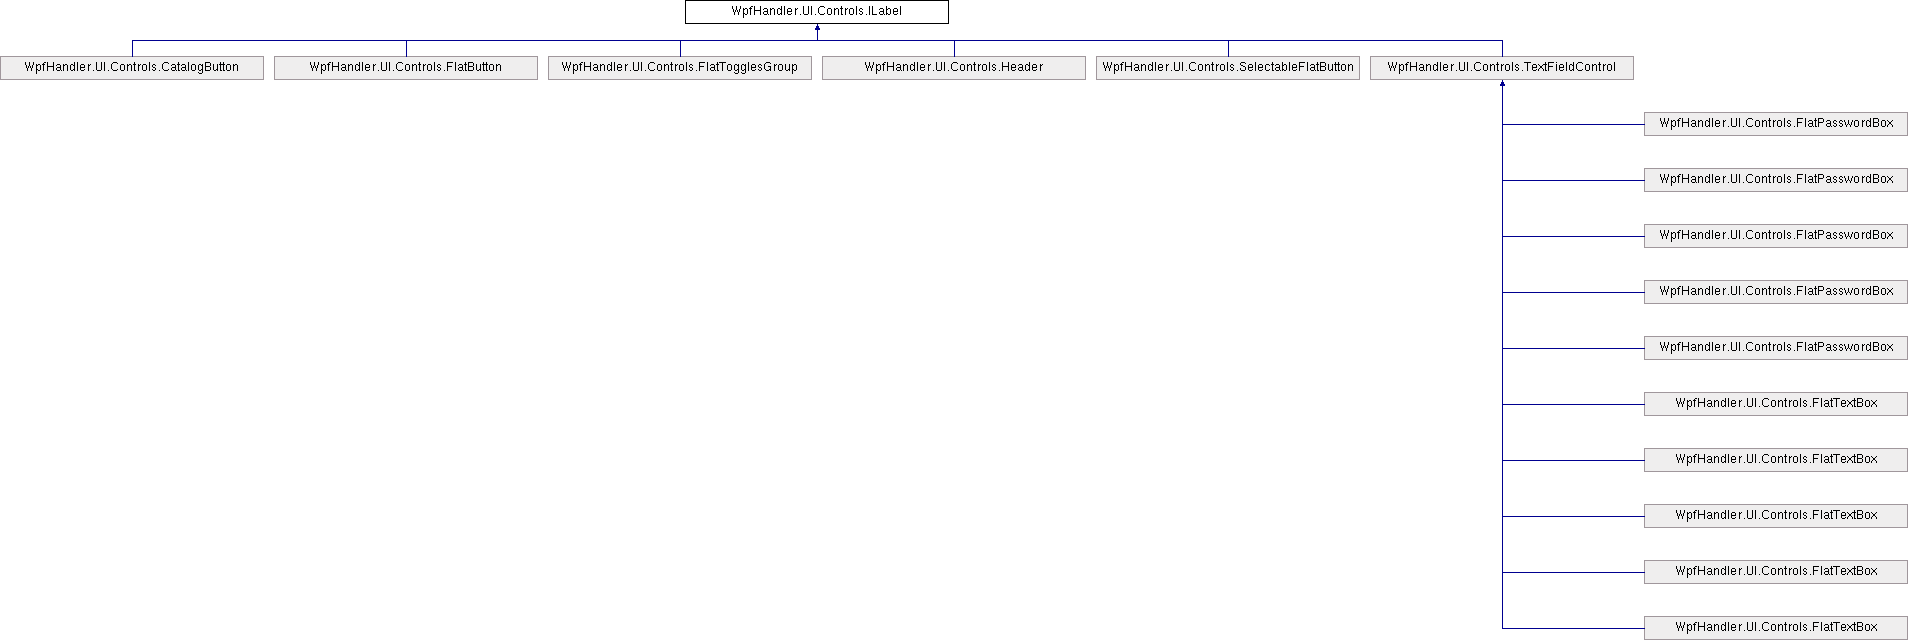 WpfHandler.UI.Controls.ILabel
WpfHandler.UI.Controls.CatalogButton
WpfHandler.UI.Controls.FlatButton
WpfHandler.UI.Controls.FlatTogglesGroup
WpfHandler.UI.Controls.Header
WpfHandler.UI.Controls.SelectableFlatButton
WpfHandler.UI.Controls.TextFieldControl
WpfHandler.UI.Controls.FlatPasswordBox
WpfHandler.UI.Controls.FlatPasswordBox
WpfHandler.UI.Controls.FlatPasswordBox
WpfHandler.UI.Controls.FlatPasswordBox
WpfHandler.UI.Controls.FlatPasswordBox
WpfHandler.UI.Controls.FlatTextBox
WpfHandler.UI.Controls.FlatTextBox
WpfHandler.UI.Controls.FlatTextBox
WpfHandler.UI.Controls.FlatTextBox
WpfHandler.UI.Controls.FlatTextBox